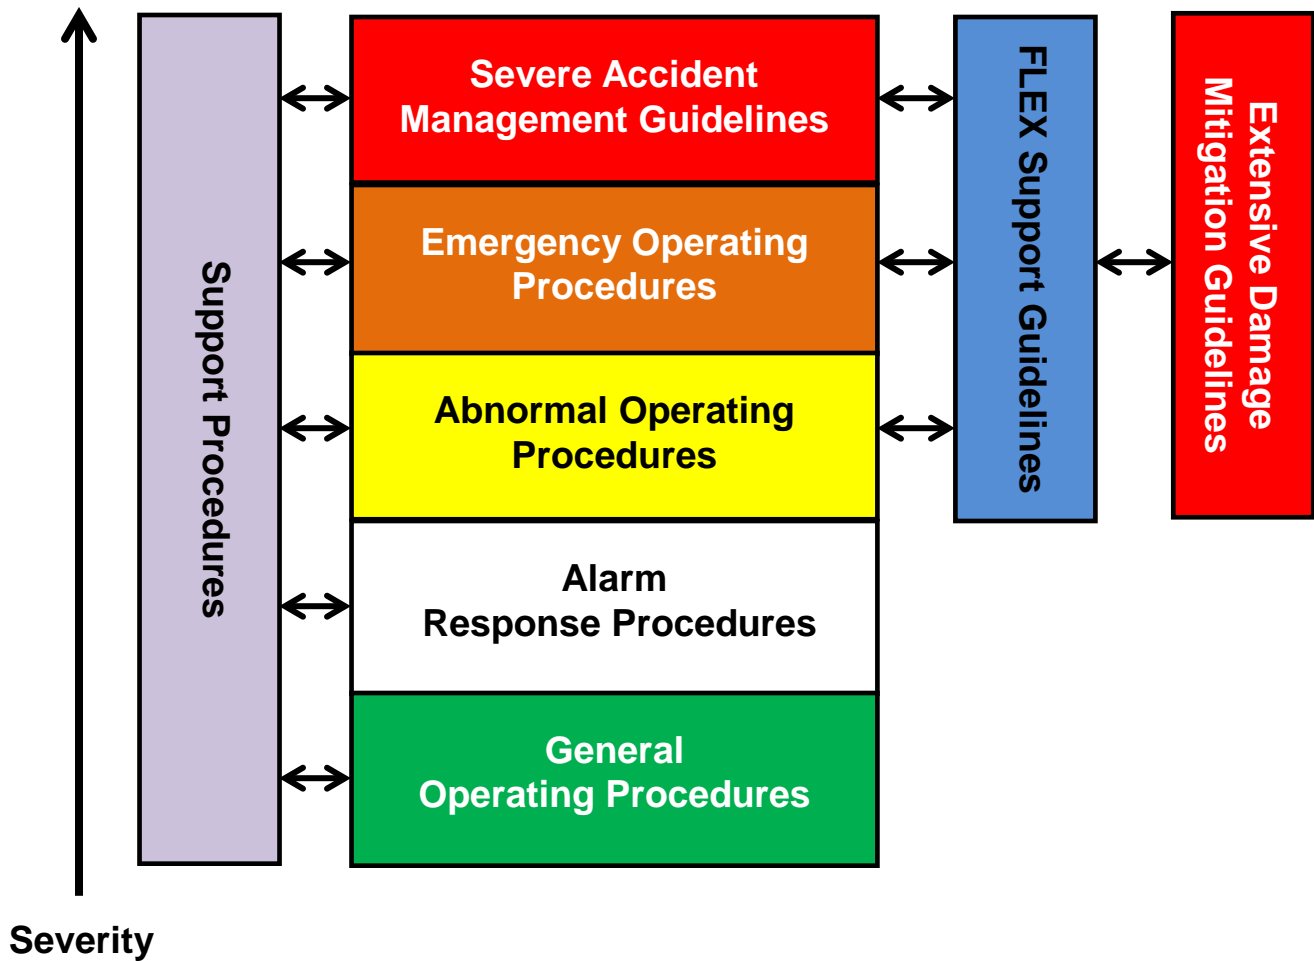 Severe Accident
Management Guidelines
Emergency Operating
Procedures
Abnormal Operating
Procedures
Alarm
Response Procedures
General
Operating Procedures
Support Procedures
FLEX Support Guidelines
Extensive Damage
Mitigation Guidelines
Severity